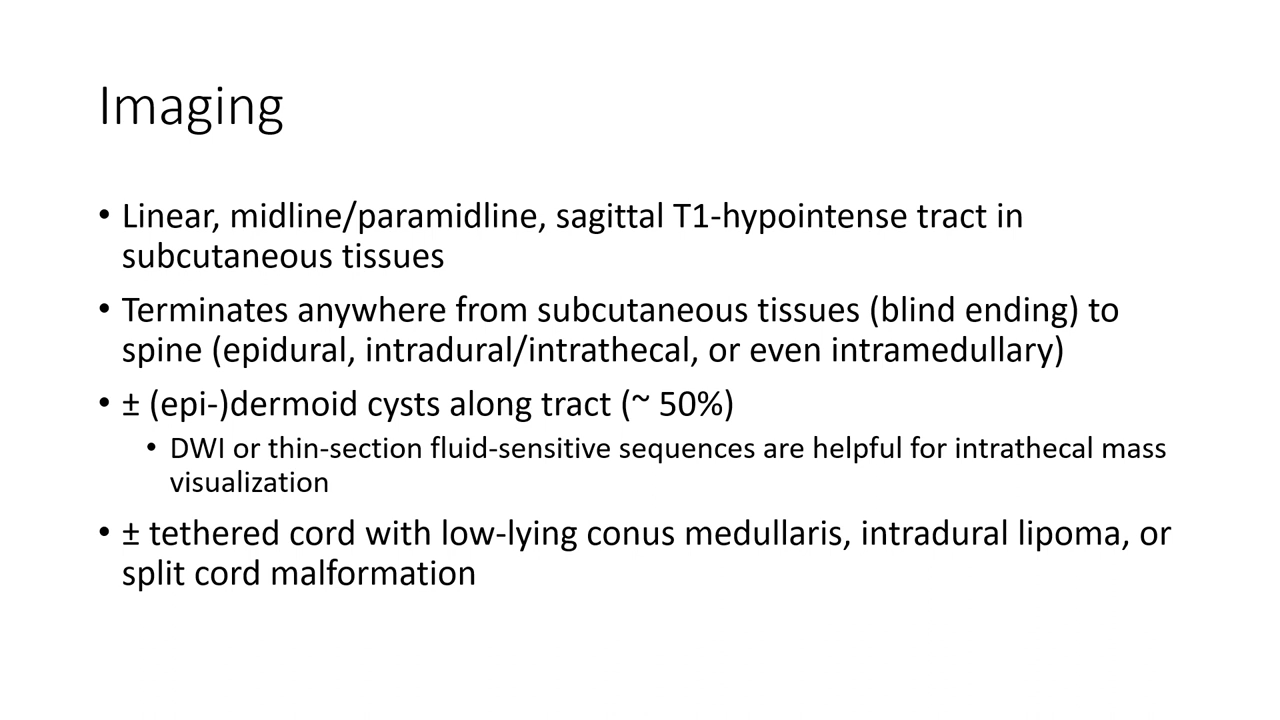 Imaging
• Linear, midline/paramidline, sagittal T1-hypointense tract in
subcutaneous tissues
• Terminates anywhere from subcutaneous tissues (blind ending) to
spine (epidural, intradural/intrathecal, or even intramedullary)
• ± (epi-)dermoid cysts along tract (~ 50%)
• DWI or thin-section fluid-sensitive sequences are helpful for intrathecal mass
visualization
• ± tethered cord with low-lying conus medullaris, intradural lipoma, or
split cord malformation